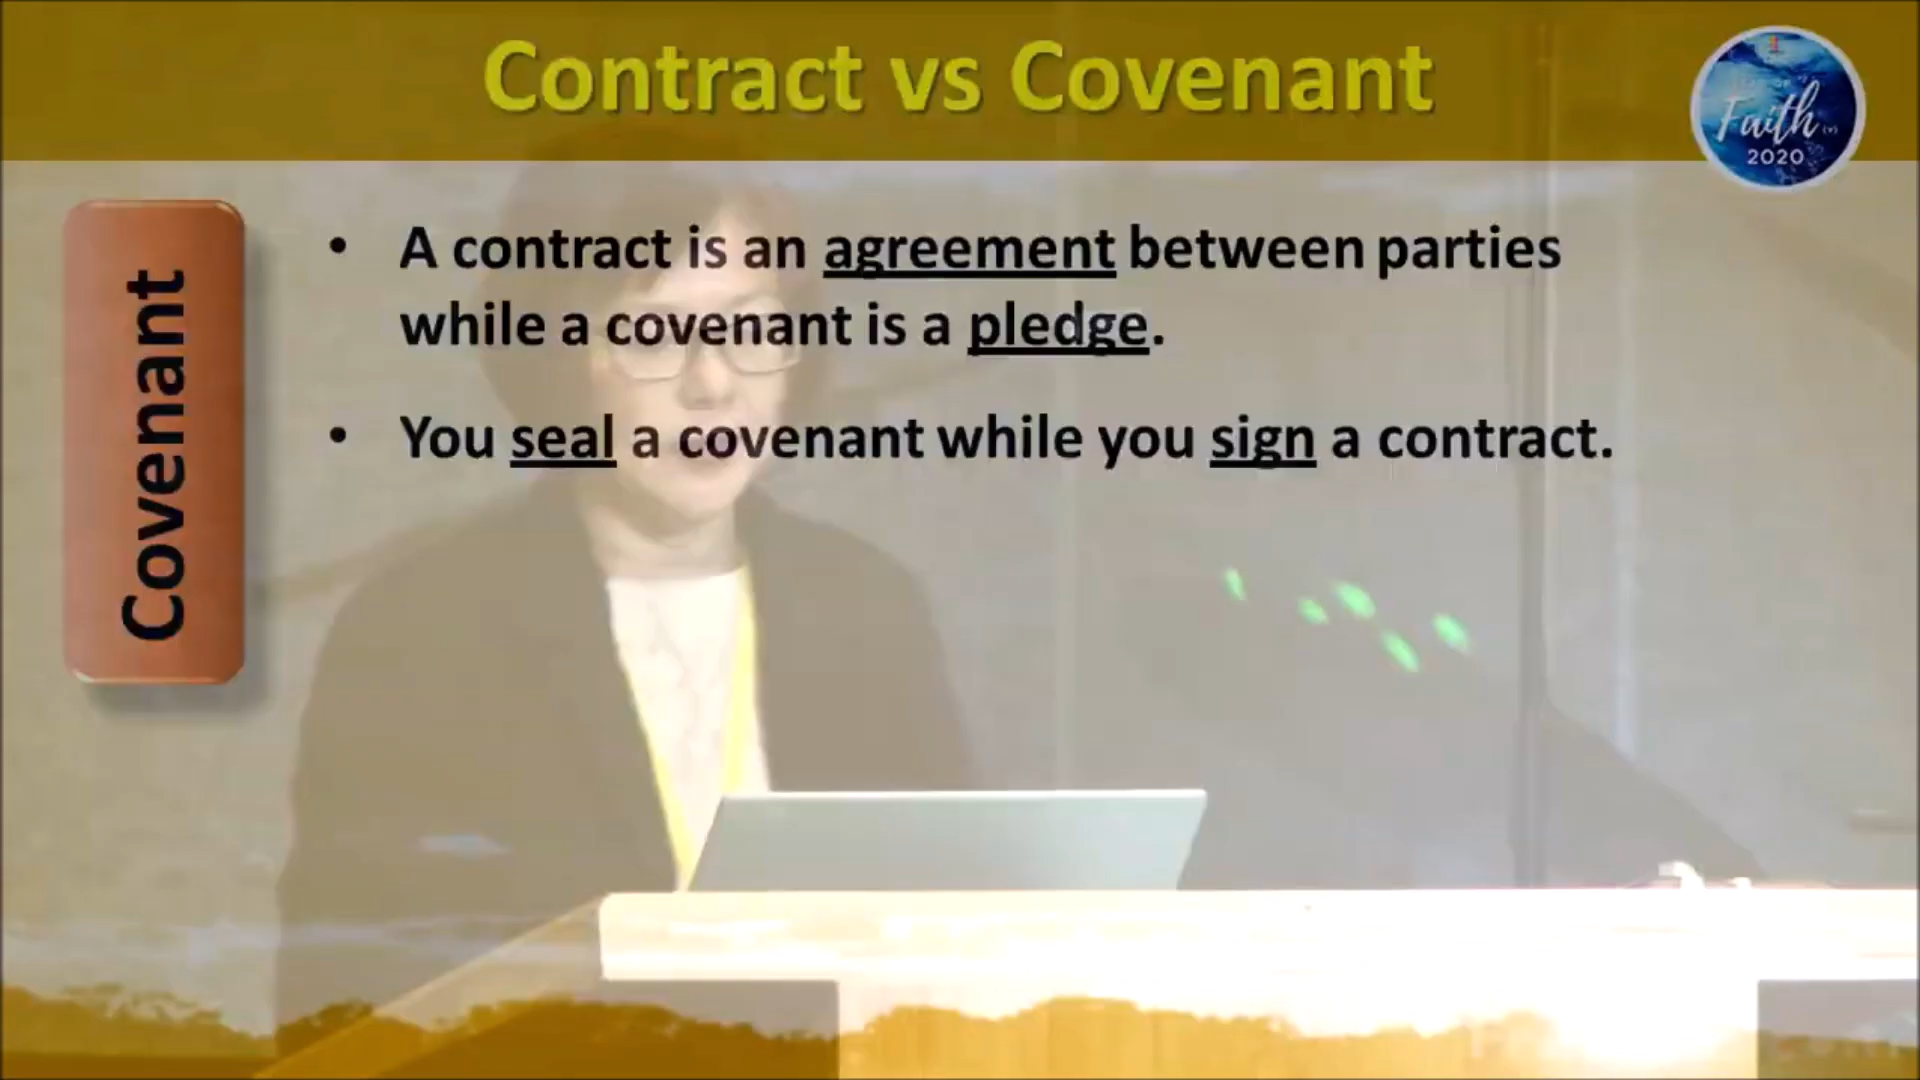 Contract vs Covenant
Faith
2020
Covenant
• A contract is an agreement between parties
while a covenant is a pledge.
• You seal a covenant while you sign a contract.